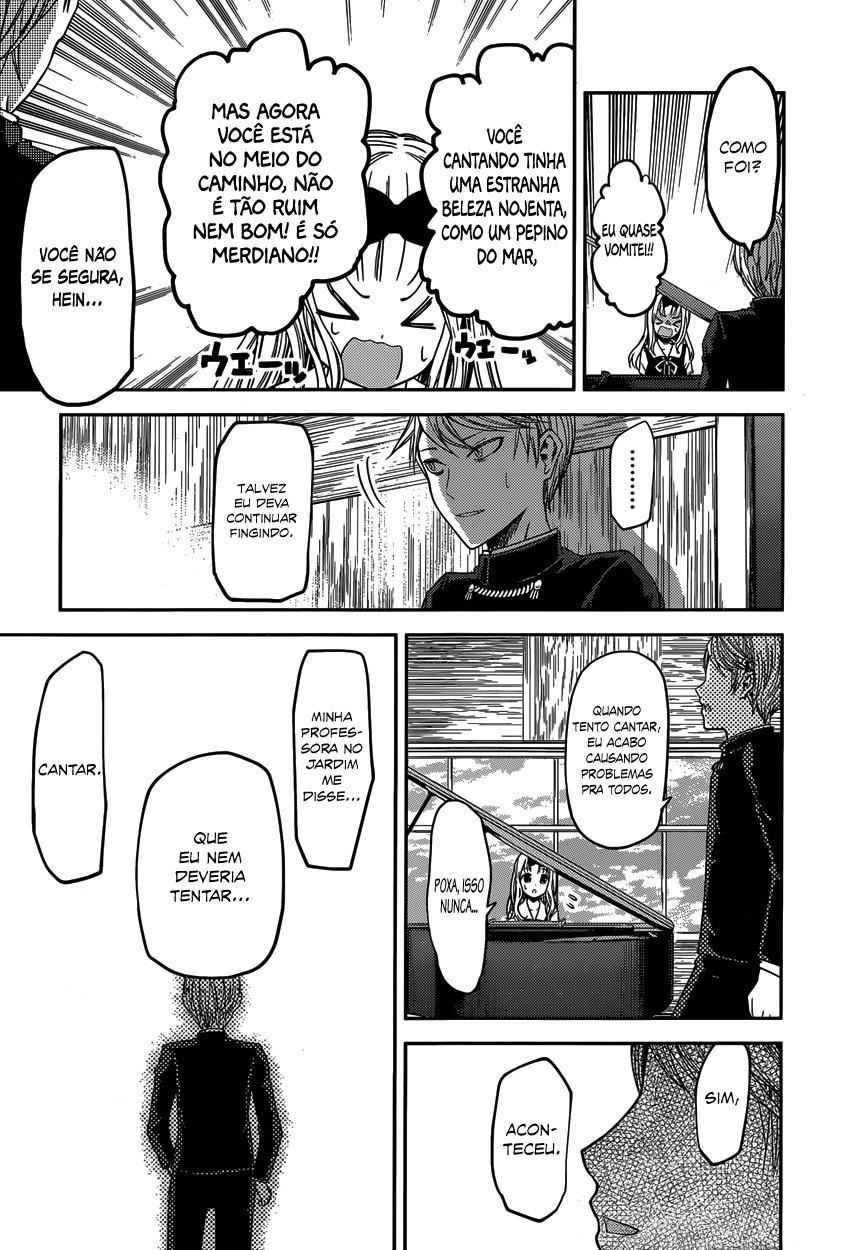 COMO
FOI?
EU QUASE
VOMITEI!!
VOCÊ
CANTANDO TINHA
UMA ESTRANHA
BELEZA NOJENTA,
COMO UM PEPINO
DO MAR,
MAS AGORA
VOCÊ ESTÁ
NO MEIO DO
CAMINHO, NÃO
É TÃO RUIM
NEM BOM! É SÓ
MERDIANO!!
ウエーッ
ウエーッ
VOCÊ NÃO
SE SEGURA,
HEIN...
........
TALVEZ
EU DEVA
CONTINUAR
FINGINDO.
QUANDO
TENTO CANTAR,
EU ACABO
CAUSANDO
PROBLEMAS
PRA TODOS.
POXA, ISSO
NUNCA...
SIM,
ACON-
TECEU.
MINHA
PROFES-
SORA NO
JARDIM
ME
DISSE...
QUE
EU NEM
DEVERIA
TENTAR...
CANTAR.